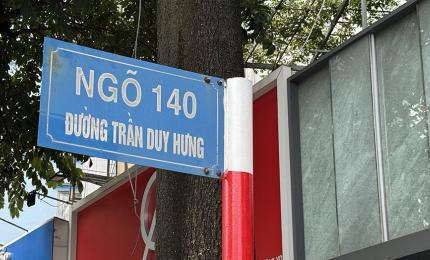 NGÕ 140
ĐƯỜNG TRẦN DUY HƯNG